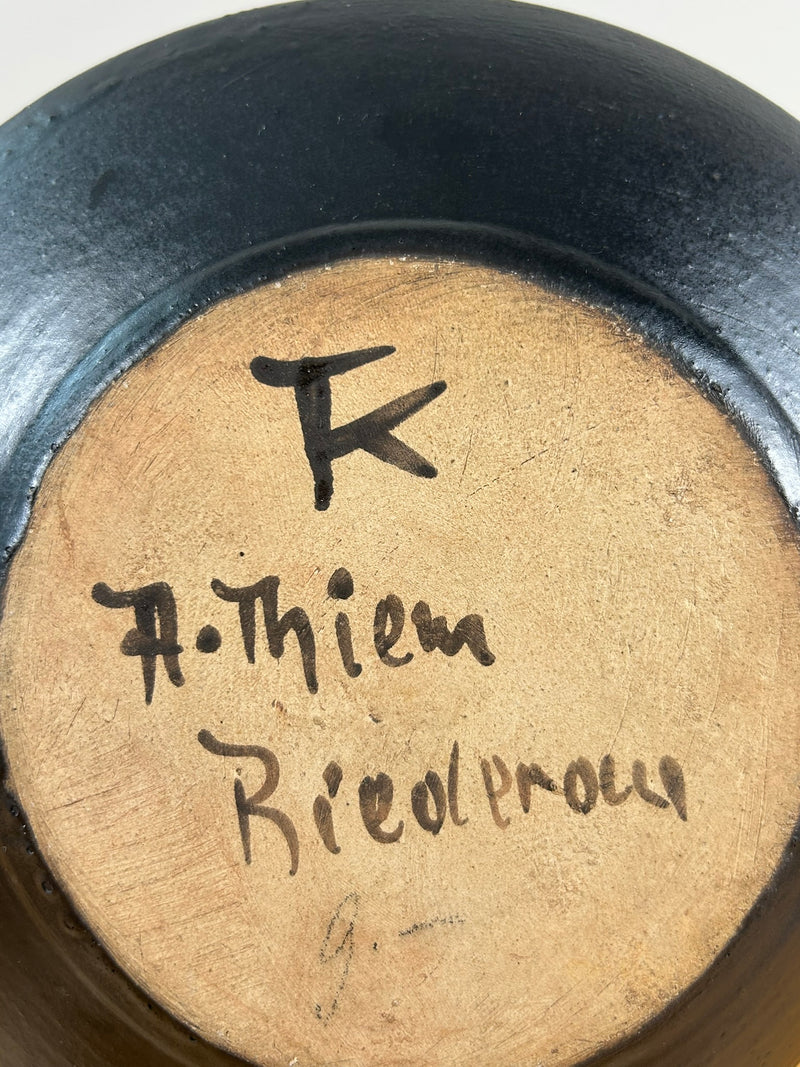 TK
A. Thiem
Riederau
9.-